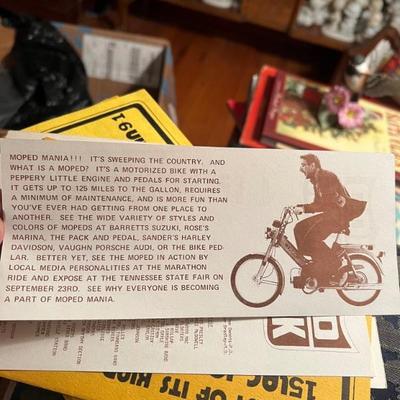 MOPED MANIA!!! IT'S SWEEPING THE COUNTRY. AND
WHAT IS A MOPED? IT'S A MOTORIZED BIKE WITH A
PEPPERY LITTLE ENGINE AND PEDALS FOR STARTING.
IT GETS UP TO 125 MILES TO THE GALLON, REQUIRES
A MINIMUM OF MAINTENANCE, AND IS MORE FUN THAN
YOU'VE EVER HAD GETTING FROM ONE PLACE TO
ANOTHER. SEE THE WIDE VARIETY OF STYLES AND
COLORS OF MOPEDS AT BARRETTS SUZUKI, ROSE'S
MARINA, THE PACK AND PEDAL, SANDER'S HARLEY
DAVIDSON, VAUGHN PORSCHE AUDI, OR THE BIKE PED-
LAR. BETTER YET, SEE THE MOPED IN ACTION BY
LOCAL MEDIA PERSONALITIES AT THE MARATHON
RIDE AND EXPOSE AT THE TENNESSEE STATE FAIR ON
SEPTEMBER 23RD. SEE WHY EVERYONE IS BECOMING
A PART OF MOPED MANIA.
OF ITS KIND